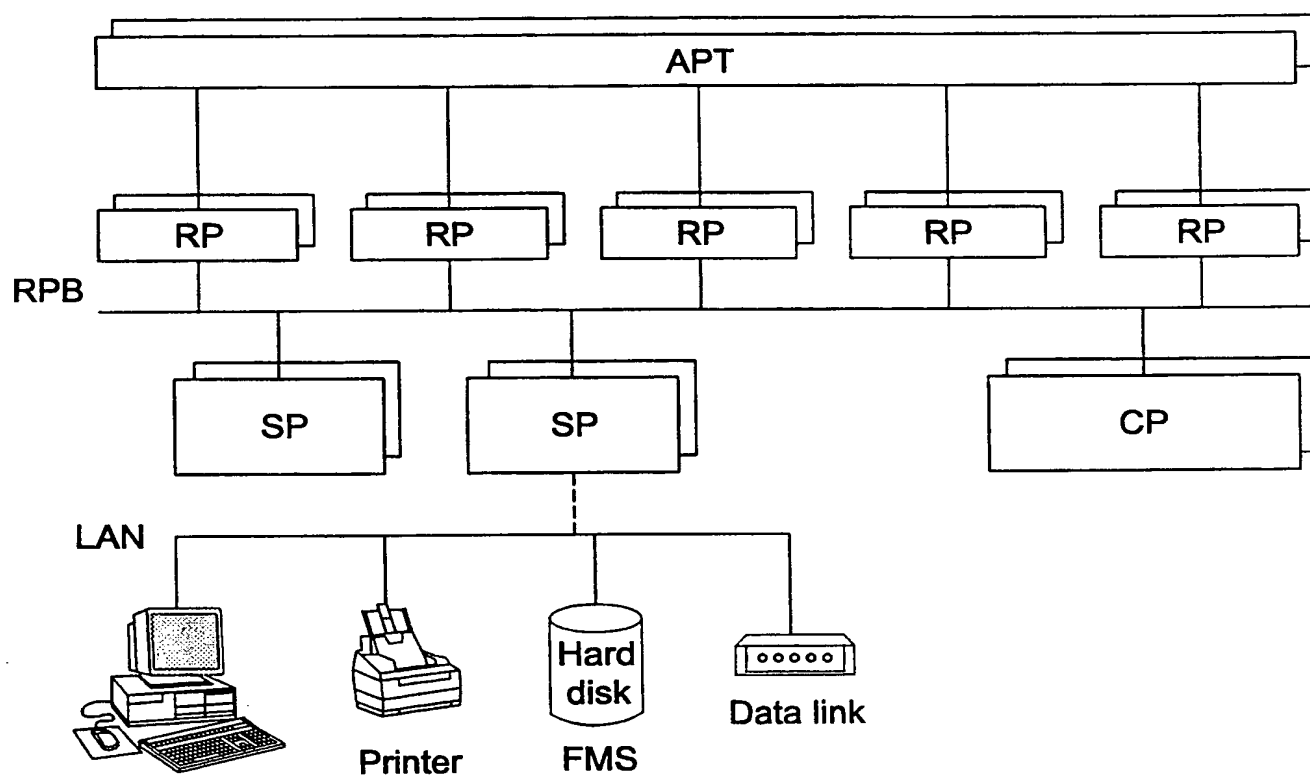 APT
RP RP RP RP RP
RPB
SP SP CP
LAN
Hard
disk
Data link
Printer FMS